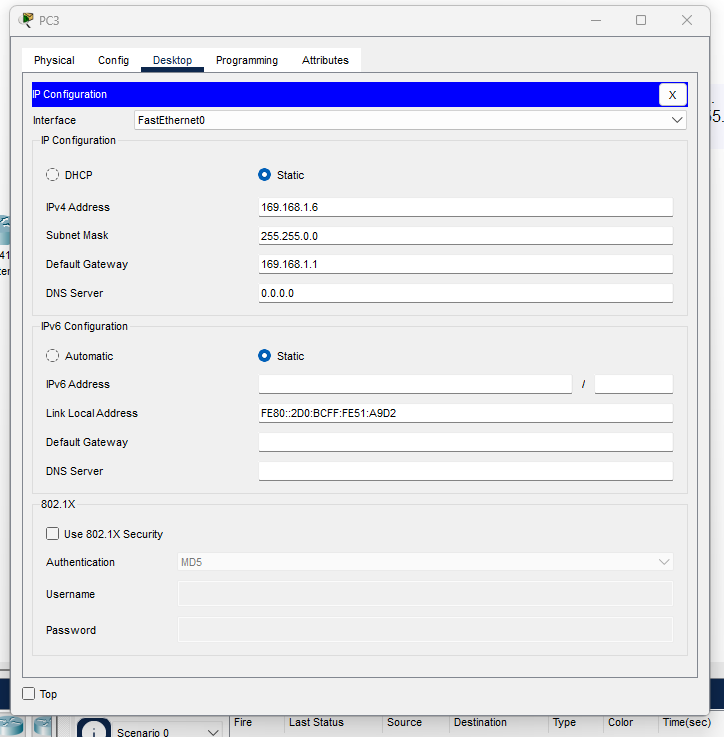 PC3
Physical Config Desktop Programming Attributes
IP Configuration X
Interface FastEthernet0
IP Configuration
DHCP Static
IPv4 Address 169.168.1.6
Subnet Mask 255.255.0.0
Default Gateway 169.168.1.1
DNS Server 0.0.0.0
IPv6 Configuration
Automatic Static
IPv6 Address /
Link Local Address FE80::2D0:BCFF:FE51:A9D2
Default Gateway
DNS Server
802.1X
Use 802.1X Security
Authentication MD5
Username
Password
Top
Fire Last Status Source Destination Type Color Time(sec)
Scenario 0